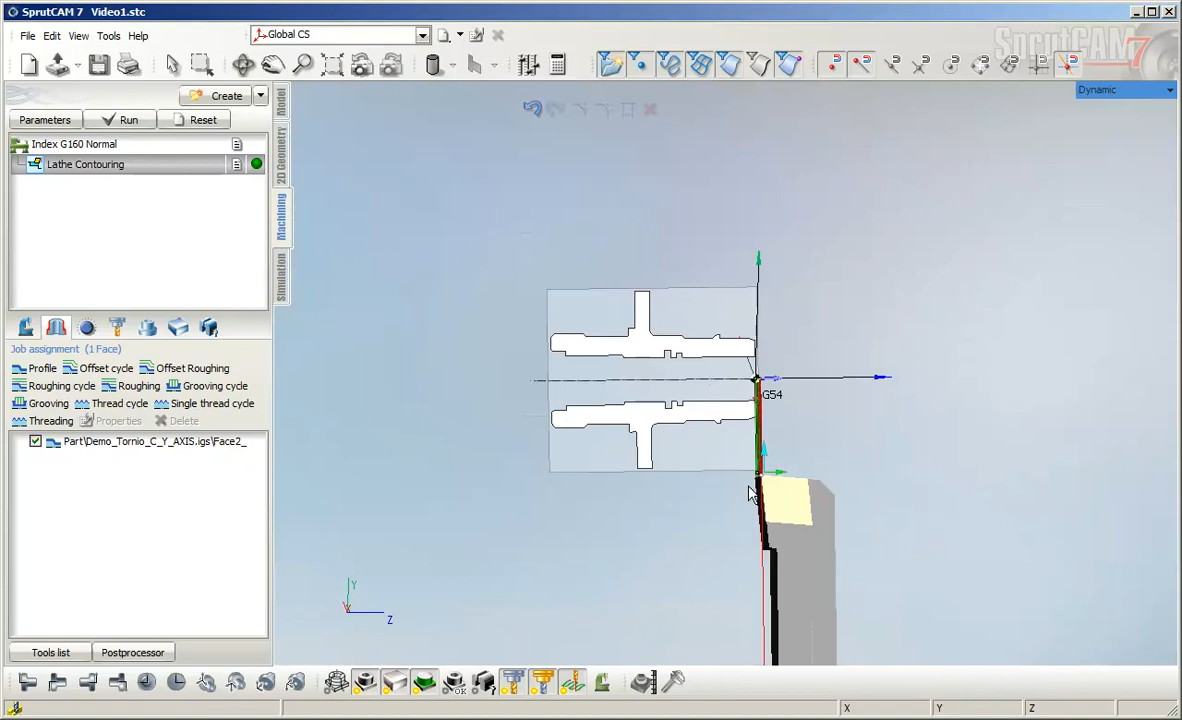 SprutCAM 7 Video1.stc
File Edit View Tools Help
Global CS
SprutCAM 7
Create
Dynamic
Model
Parameters Run Reset
Index G160 Normal
Lathe Contouring
2D Geometry
Machining
Simulation
Job assignment (1 Face)
Profile Offset cycle Offset Roughing
Roughing cycle Roughing Grooving cycle
Grooving Thread cycle Single thread cycle
Threading Properties Delete
Part\Demo_Tornio_C_Y_AXIS.igs\Face2_
G54
Y
X
Z
Tools list Postprocessor
OK
X Y Z